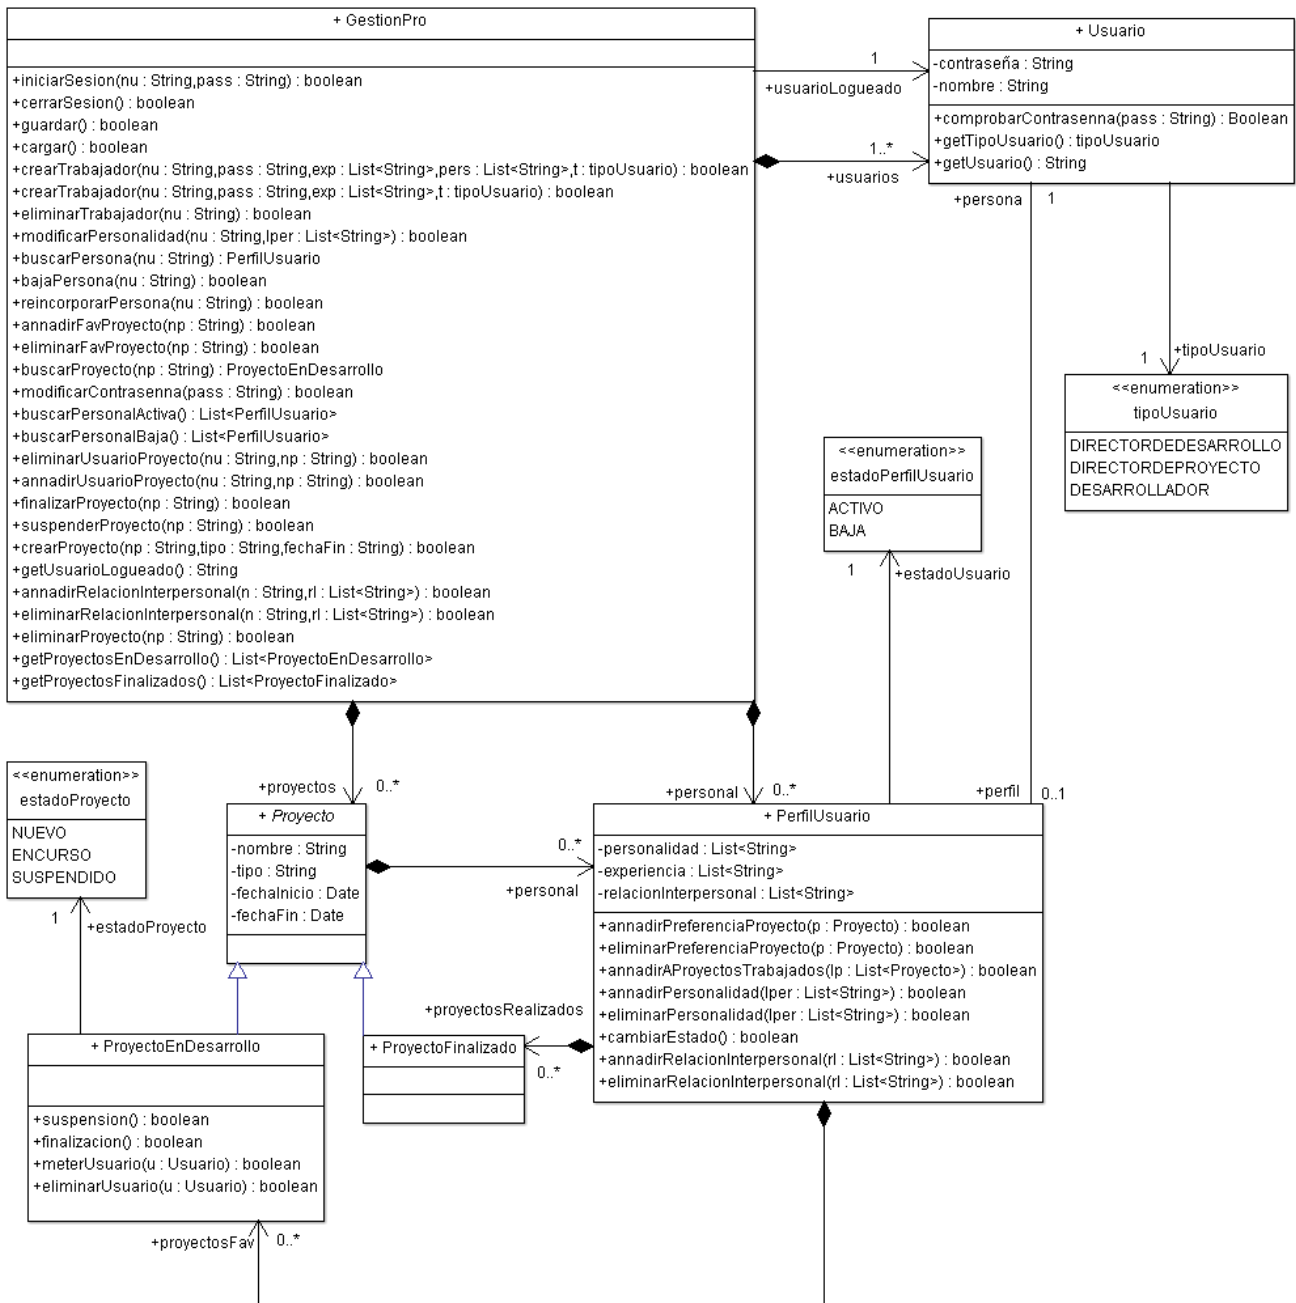 + GestionPro
+iniciarSesion(nu : String,pass : String) : boolean
+cerrarSesion() : boolean
+guardar() : boolean
+cargar() : boolean
+crearTrabajador(nu : String,pass : String,exp : List<String>,pers : List<String>,t : tipoUsuario) : boolean
+crearTrabajador(nu : String,pass : String,exp : List<String>,t : tipoUsuario) : boolean
+eliminarTrabajador(nu : String) : boolean
+modificarPersonalidad(nu : String,lper : List<String>) : boolean
+buscarPersona(nu : String) : PerfilUsuario
+bajaPersona(nu : String) : boolean
+reincorporarPersona(nu : String) : boolean
+annadirFavProyecto(np : String) : boolean
+eliminarFavProyecto(np : String) : boolean
+buscarProyecto(np : String) : ProyectoEnDesarrollo
+modificarContrasenna(pass : String) : boolean
+buscarPersonalActiva() : List<PerfilUsuario>
+buscarPersonalBaja() : List<PerfilUsuario>
+eliminarUsuarioProyecto(nu : String,np : String) : boolean
+annadirUsuarioProyecto(nu : String,np : String) : boolean
+finalizarProyecto(np : String) : boolean
+suspenderProyecto(np : String) : boolean
+crearProyecto(np : String,tipo : String,fechaFin : String) : boolean
+getUsuarioLogueado() : String
+annadirRelacionInterpersonal(n : String,rl : List<String>) : boolean
+eliminarRelacionInterpersonal(n : String,rl : List<String>) : boolean
+eliminarProyecto(np : String) : boolean
+getProyectosEnDesarrollo() : List<ProyectoEnDesarrollo>
+getProyectosFinalizados() : List<ProyectoFinalizado>
1
+usuarioLogueado
1..*
+usuarios
+ Usuario
-contraseña : String
-nombre : String
+comprobarContrasenna(pass : String) : Boolean
+getTipoUsuario() : tipoUsuario
+getUsuario() : String
+persona
1
+tipoUsuario
1
<<enumeration>>
tipoUsuario
DIRECTORDEDESARROLLO
DIRECTORDEPROYECTO
DESARROLLADOR
<<enumeration>>
estadoPerfilUsuario
ACTIVO
BAJA
1
+estadoUsuario
<<enumeration>>
estadoProyecto
NUEVO
ENCURSO
SUSPENDIDO
1
+estadoProyecto
+proyectos
0..*
+personal
0..*
+perfil
0..1
+ Proyecto
-nombre : String
-tipo : String
-fechaInicio : Date
-fechaFin : Date
0..*
+personal
+ PerfilUsuario
-personalidad : List<String>
-experiencia : List<String>
-relacionInterpersonal : List<String>
+annadirPreferenciaProyecto(p : Proyecto) : boolean
+eliminarPreferenciaProyecto(p : Proyecto) : boolean
+annadirAProyectosTrabajados(lp : List<Proyecto>) : boolean
+annadirPersonalidad(lper : List<String>) : boolean
+eliminarPersonalidad(lper : List<String>) : boolean
+cambiarEstado() : boolean
+annadirRelacionInterpersonal(rl : List<String>) : boolean
+eliminarRelacionInterpersonal(rl : List<String>) : boolean
+proyectosRealizados
0..*
+ ProyectoFinalizado
+ ProyectoEnDesarrollo
+suspension() : boolean
+finalizacion() : boolean
+meterUsuario(u : Usuario) : boolean
+eliminarUsuario(u : Usuario) : boolean
+proyectosFav
0..*